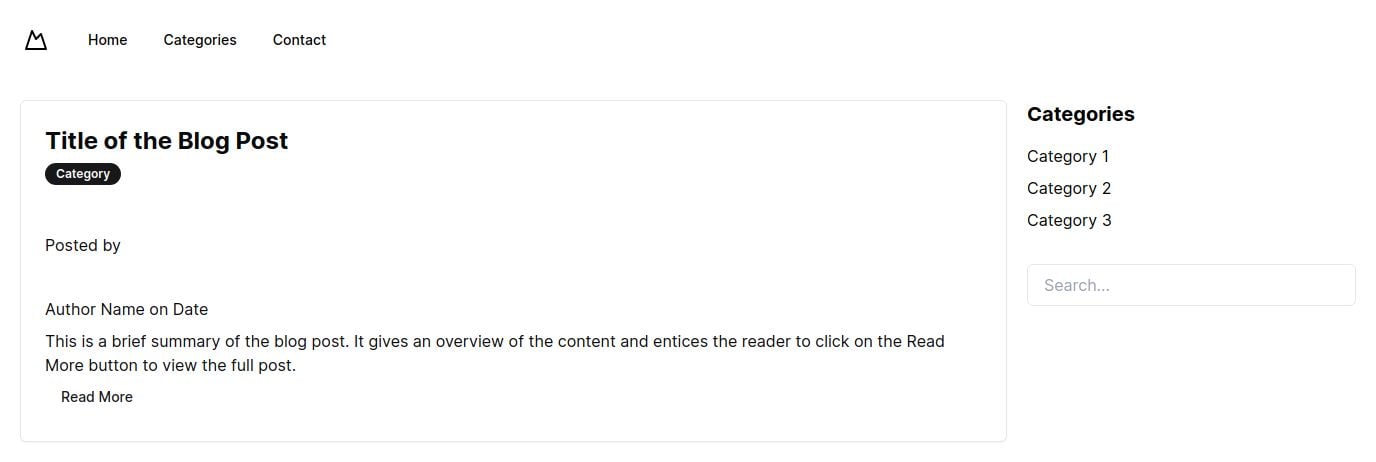 Home
Categories
Contact
Title of the Blog Post
Category
Posted by
Author Name on Date
This is a brief summary of the blog post. It gives an overview of the content and entices the reader to click on the Read
More button to view the full post.
Read More
Categories
Category 1
Category 2
Category 3
Search...